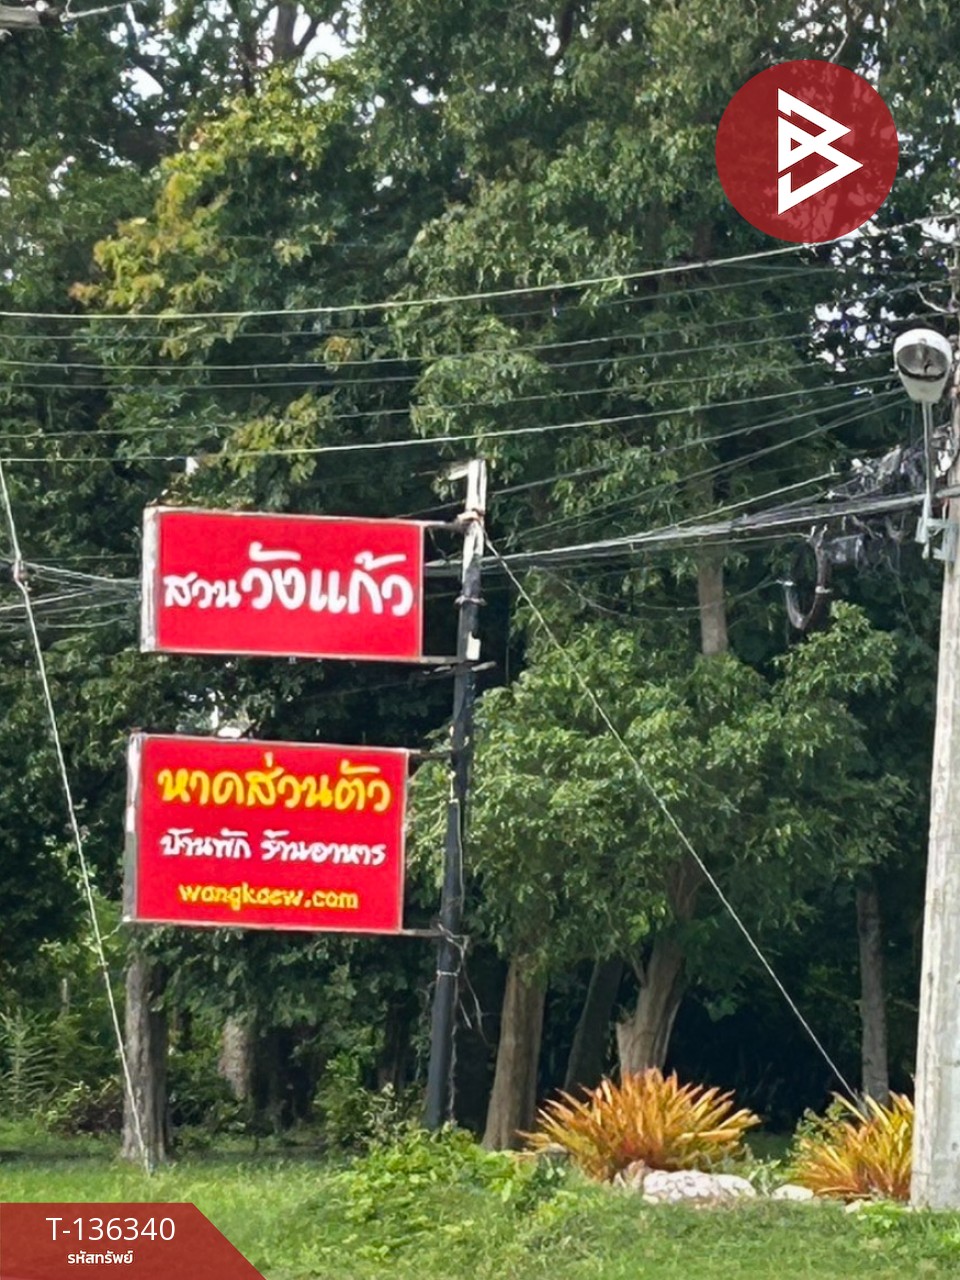 สวนวังแก้ว
หาดส่วนตัว
บ้านพัก ร้านอาหาร
wangkaew.com
T-136340
รหัสทรัพย์